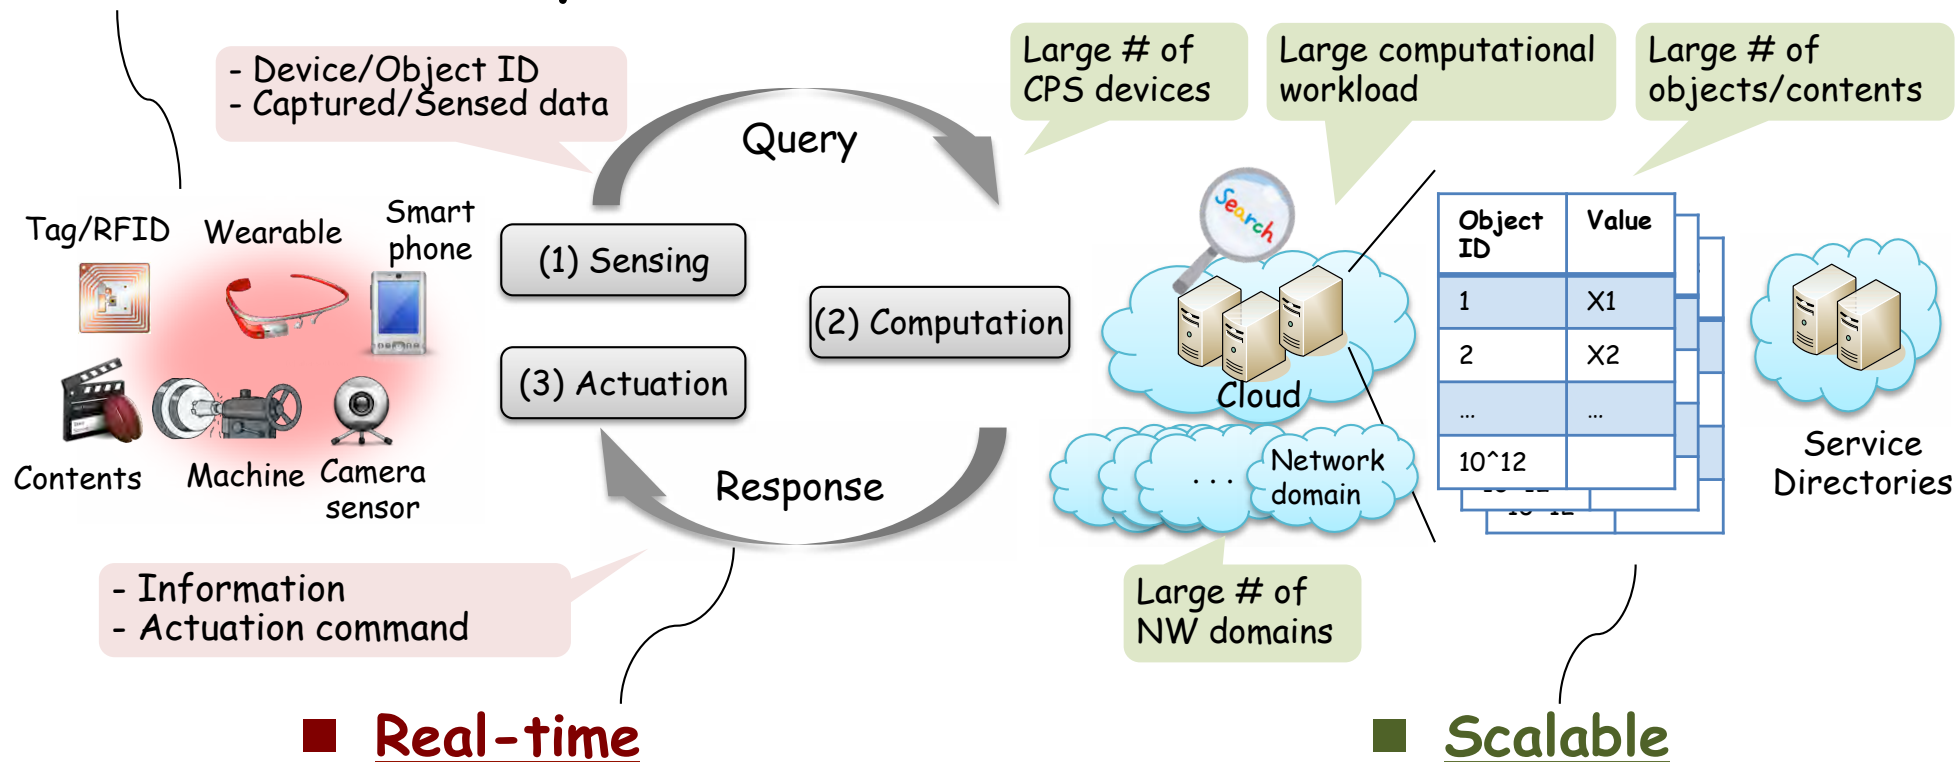 - Device/Object ID
- Captured/Sensed data
Large # of
CPS devices
Large computational
workload
Large # of
objects/contents
Query
Tag/RFID
Wearable
Smart
phone
(1) Sensing
(2) Computation
(3) Actuation
Search
Cloud
Object
ID
Value
1
X1
2
X2
...
...
10^12
Contents
Machine
Camera
sensor
Response
. . .
Network
domain
Service
Directories
- Information
- Actuation command
Large # of
NW domains
Real-time
Scalable